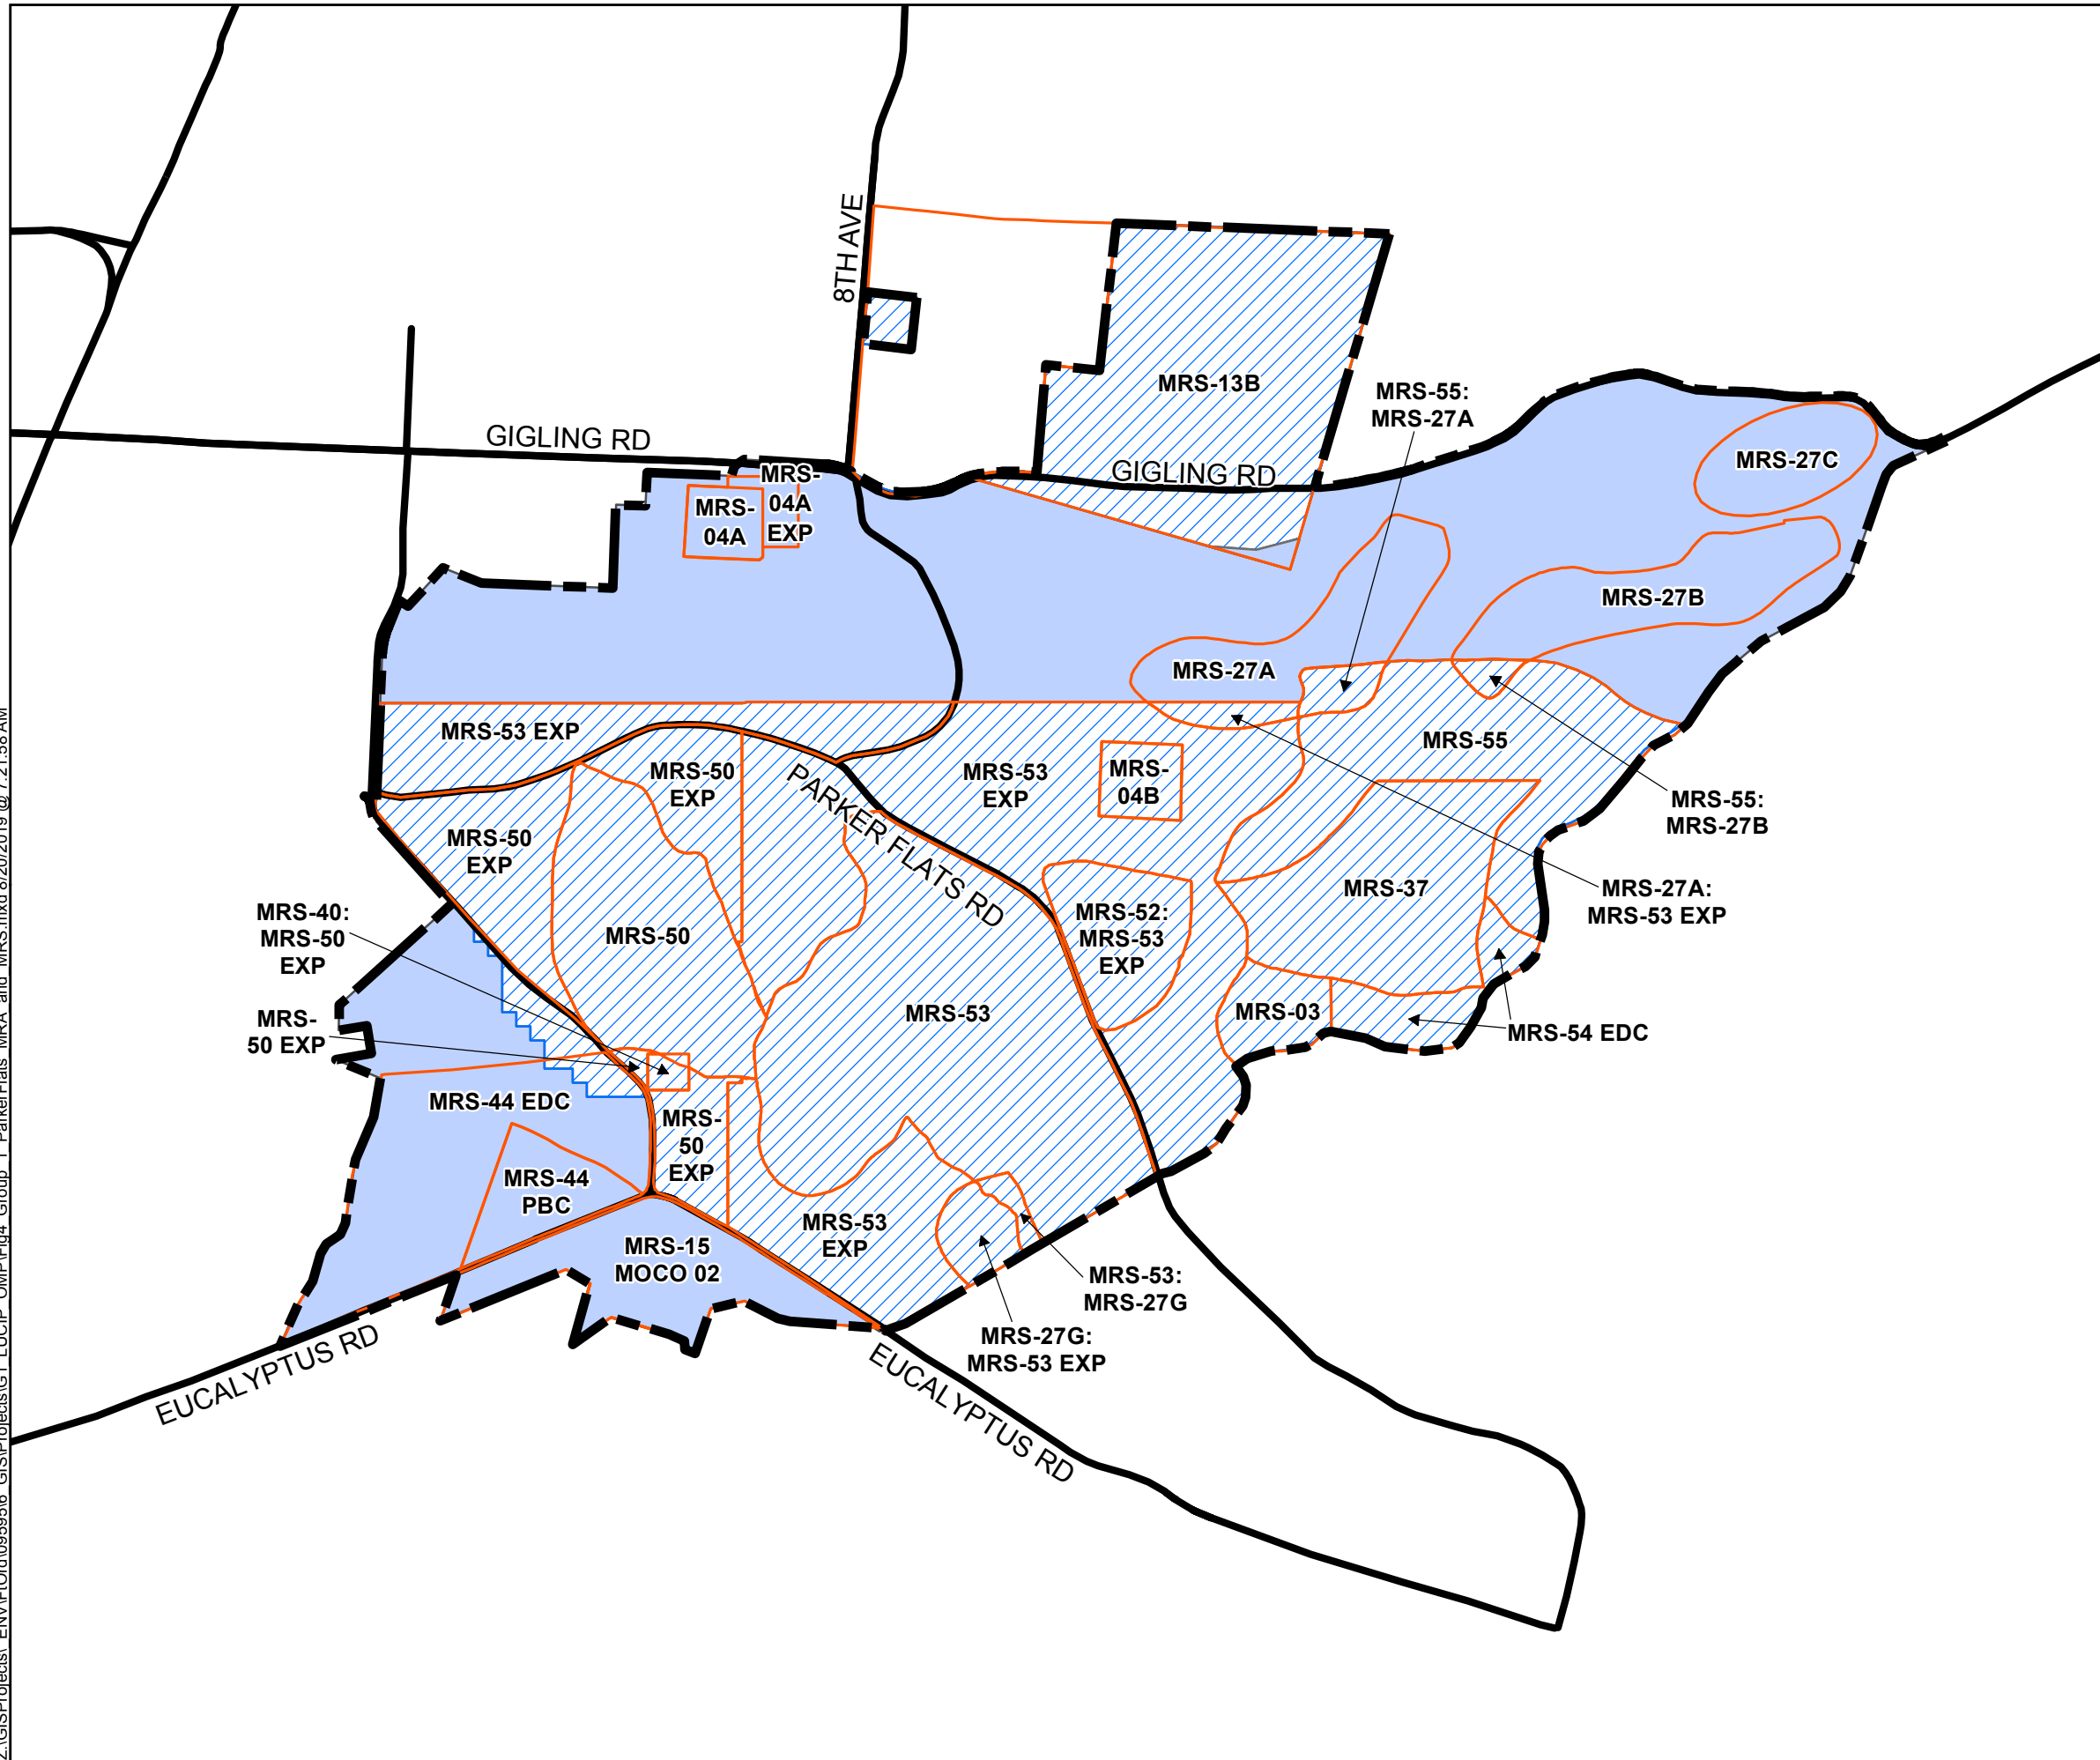 8TH AVE
GIGLING RD
GIGLING RD
MRS-13B
MRS-55:
MRS-27A
MRS-27C
MRS-
04A
EXP
MRS-
04A
MRS-27B
MRS-27A
MRS-53 EXP
MRS-55
MRS-50
EXP
MRS-53
EXP
MRS-
04B
PARKER FLATS RD
MRS-55:
MRS-27B
MRS-50
EXP
MRS-37
MRS-27A:
MRS-53 EXP
MRS-40:
MRS-50
EXP
MRS-50
MRS-52:
MRS-53
EXP
MRS-
50 EXP
MRS-53
MRS-03
MRS-54 EDC
MRS-44 EDC
MRS-
50
EXP
MRS-44
PBC
MRS-53
EXP
MRS-15
MOCO 02
MRS-53:
MRS-27G
MRS-27G:
MRS-53 EXP
EUCALYPTUS RD
EUCALYPTUS RD